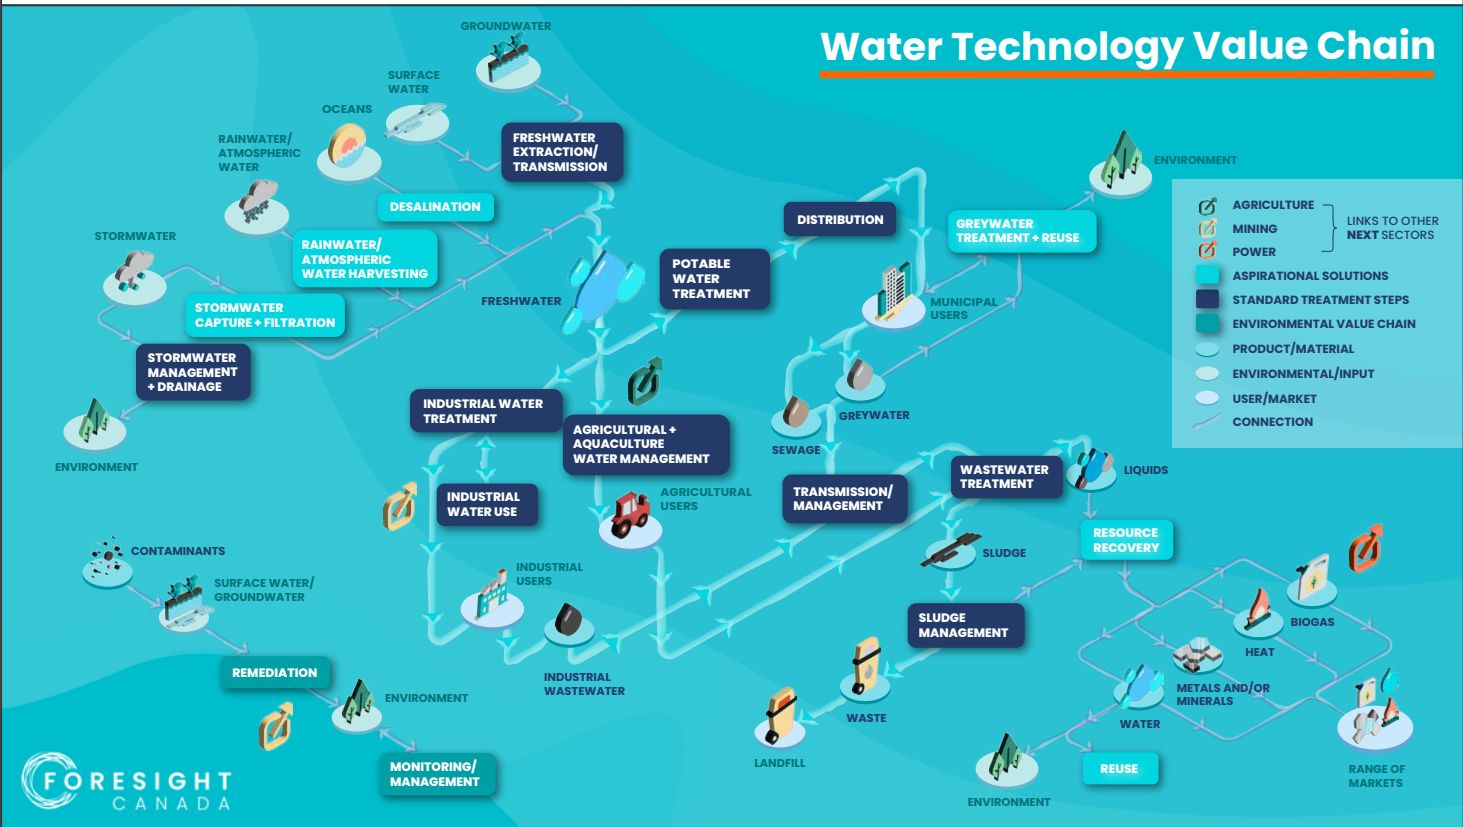 Water Technology Value Chain
GROUNDWATER
SURFACE
WATER
OCEANS
RAINWATER/
ATMOSPHERIC
WATER
STORMWATER
FRESHWATER
EXTRACTION/
TRANSMISSION
DESALINATION
RAINWATER/
ATMOSPHERIC
WATER HARVESTING
STORMWATER
CAPTURE + FILTRATION
STORMWATER
MANAGEMENT
+ DRAINAGE
ENVIRONMENT
FRESHWATER
POTABLE
WATER
TREATMENT
DISTRIBUTION
GREYWATER
TREATMENT + REUSE
ENVIRONMENT
MUNICIPAL
USERS
GREYWATER
SEWAGE
AGRICULTURE
MINING
POWER
LINKS TO OTHER
NEXT SECTORS
ASPIRATIONAL SOLUTIONS
STANDARD TREATMENT STEPS
ENVIRONMENTAL VALUE CHAIN
PRODUCT/MATERIAL
ENVIRONMENTAL/INPUT
USER/MARKET
CONNECTION
INDUSTRIAL WATER
TREATMENT
AGRICULTURAL +
AQUACULTURE
WATER MANAGEMENT
INDUSTRIAL
WATER USE
AGRICULTURAL
USERS
TRANSMISSION/
MANAGEMENT
WASTEWATER
TREATMENT
LIQUIDS
RESOURCE
RECOVERY
SLUDGE
SLUDGE
MANAGEMENT
INDUSTRIAL
USERS
INDUSTRIAL
WASTEWATER
WASTE
LANDFILL
BIOGAS
HEAT
METALS AND/OR
MINERALS
WATER
ENVIRONMENT
REUSE
RANGE OF
MARKETS
CONTAMINANTS
SURFACE WATER/
GROUNDWATER
REMEDIATION
ENVIRONMENT
MONITORING/
MANAGEMENT
FORESIGHT
CANADA